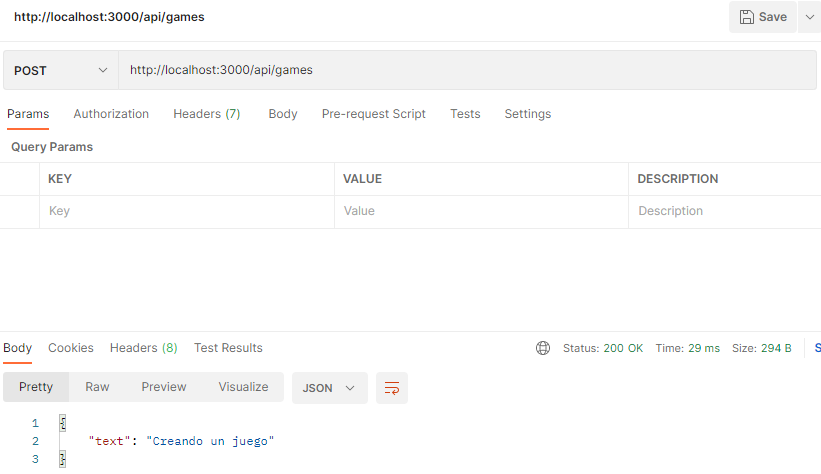 http://localhost:3000/api/games Save
POST http://localhost:3000/api/games
Params Authorization Headers (7) Body Pre-request Script Tests Settings
Query Params
KEY VALUE DESCRIPTION
Key Value Description
Body Cookies Headers (8) Test Results Status: 200 OK Time: 29 ms Size: 294 B S
Pretty Raw Preview Visualize JSON
1 {
2 "text": "Creando un juego"
3 }